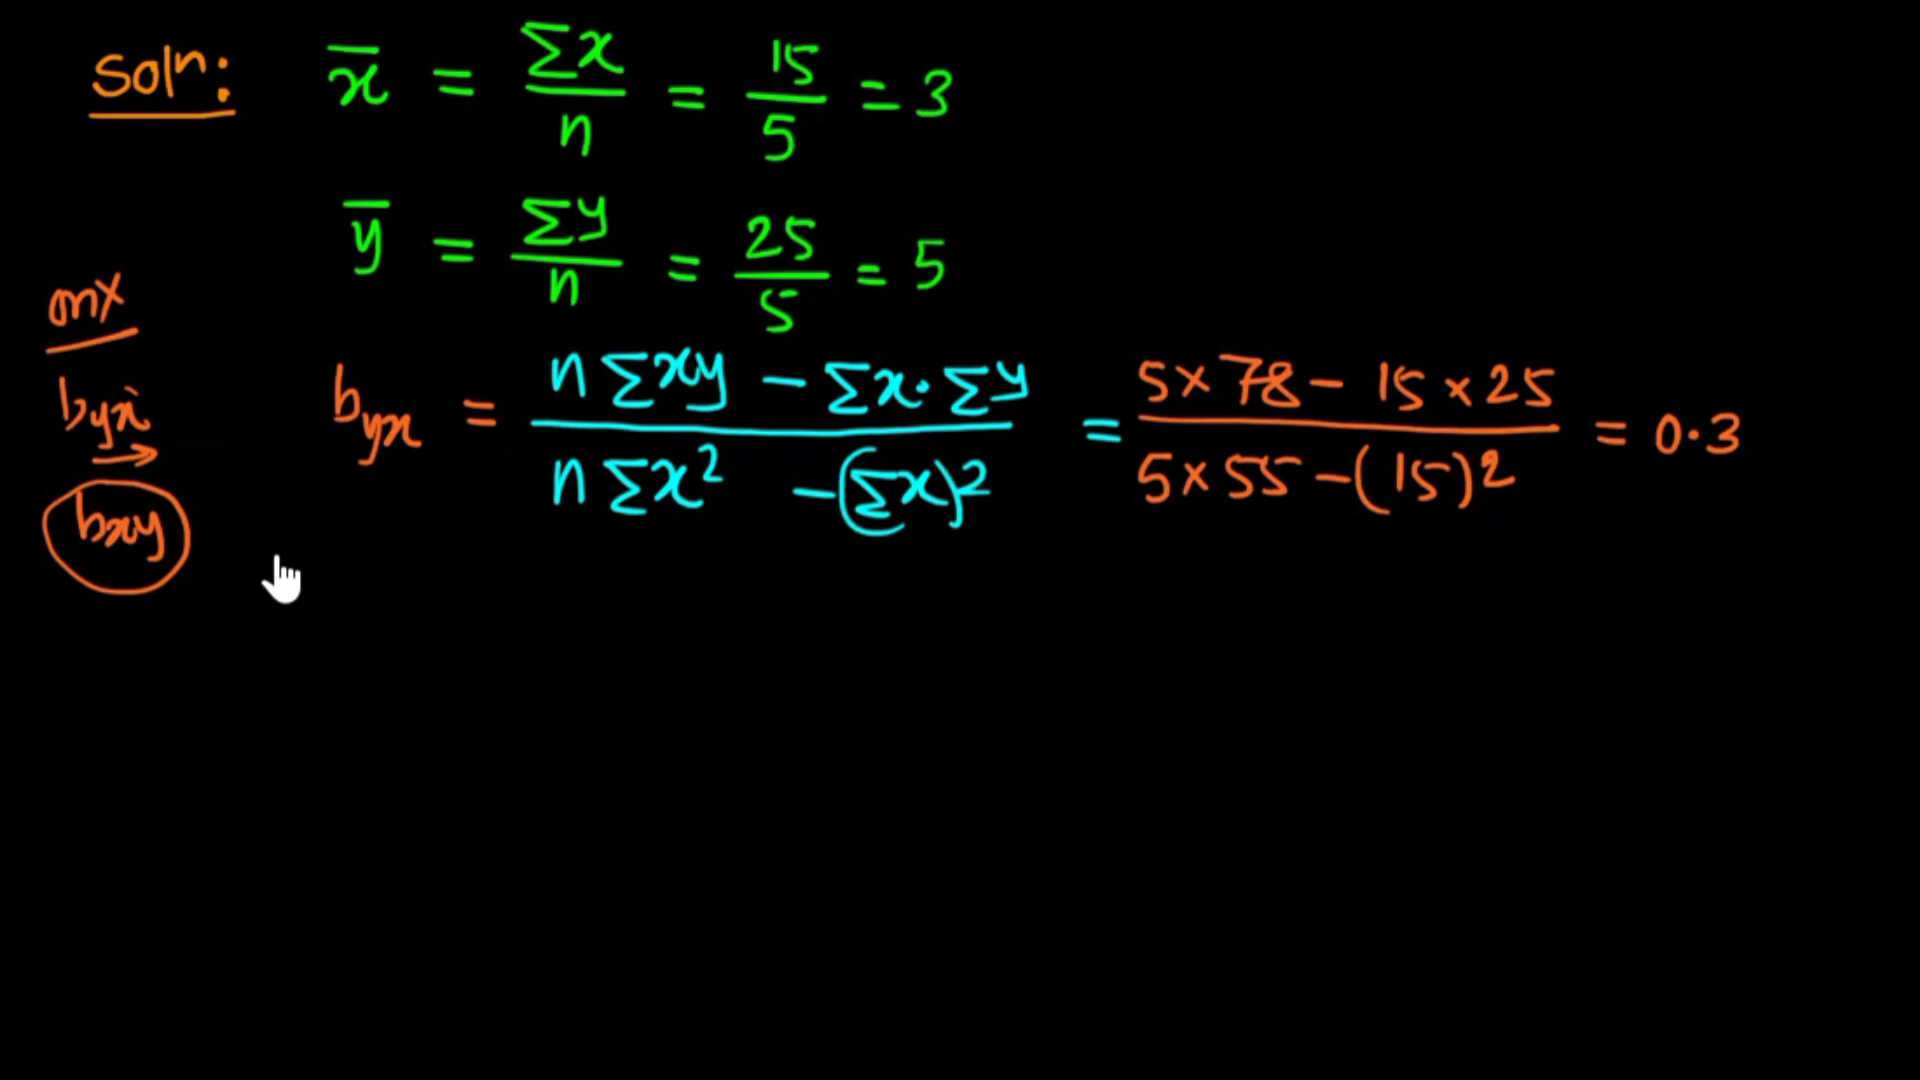 Soln: x̄ = Σx / n = 15 / 5 = 3
ȳ = Σy / n = 25 / 5 = 5
on x
byx
bxy
byx = nΣxy - Σx·Σy / nΣx² - (Σx)² = 5×78 - 15×25 / 5×55 - (15)² = 0.3